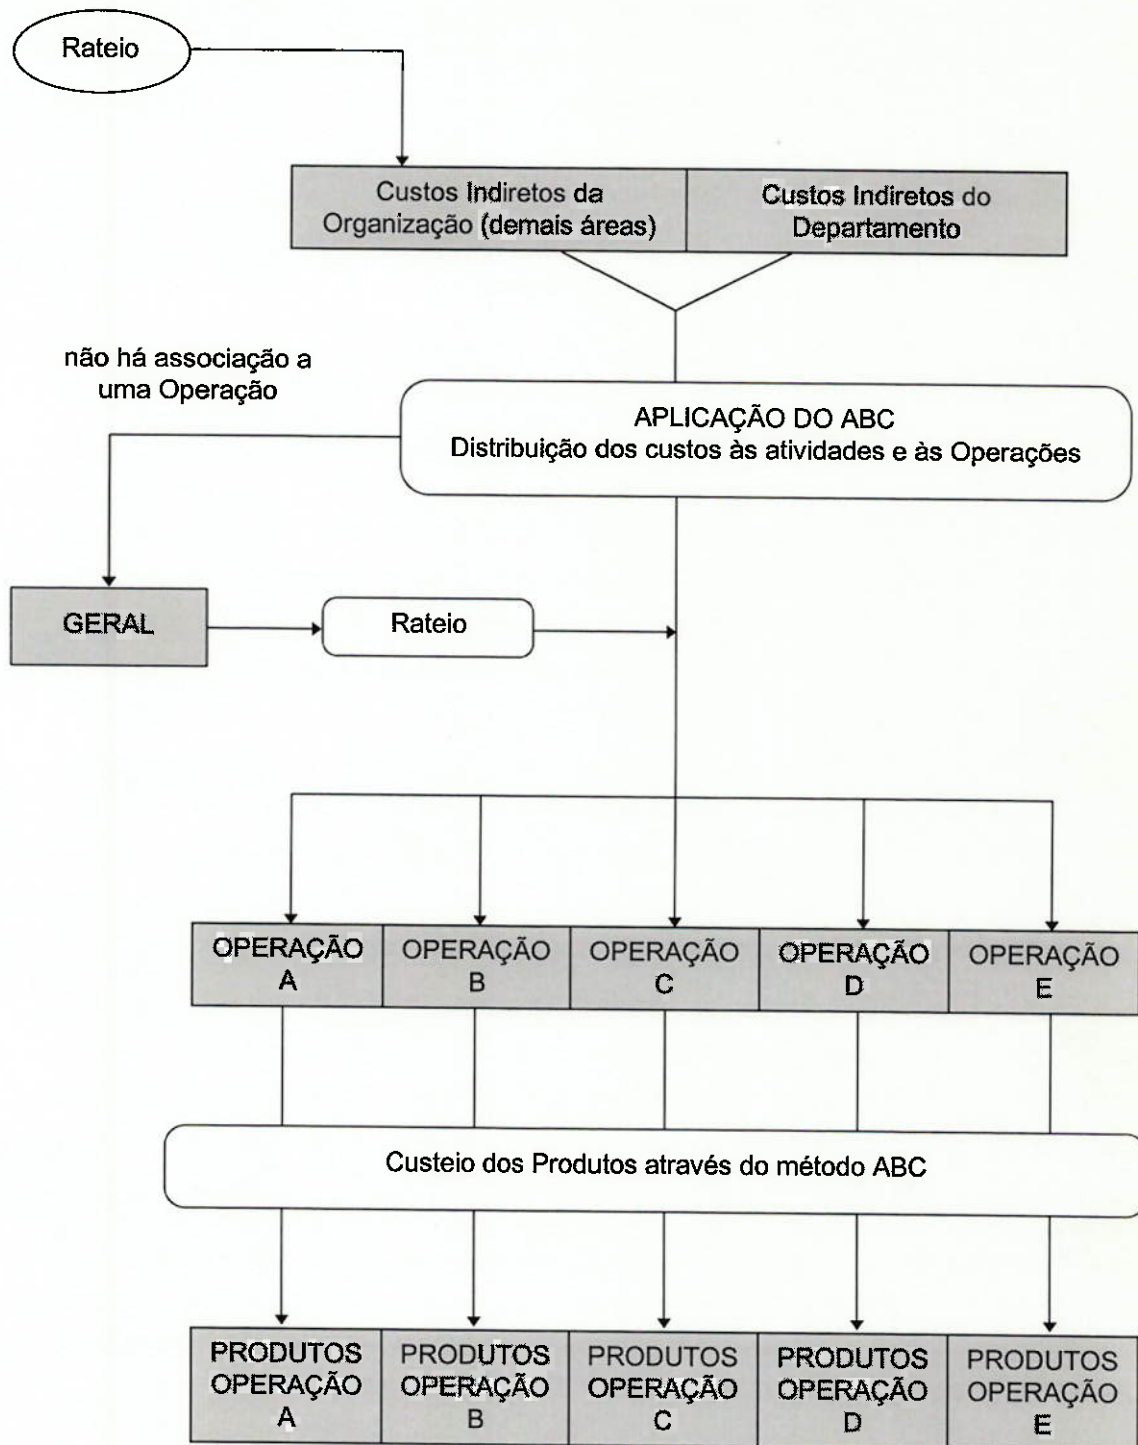 Rateio
Custos Indiretos da
Organização (demais áreas)
Custos Indiretos do
Departamento
não há associação a
uma Operação
APLICAÇÃO DO ABC
Distribuição dos custos às atividades e às Operações
GERAL
Rateio
OPERAÇÃO
A
OPERAÇÃO
B
OPERAÇÃO
C
OPERAÇÃO
D
OPERAÇÃO
E
Custeio dos Produtos através do método ABC
PRODUTOS
OPERAÇÃO
A
PRODUTOS
OPERAÇÃO
B
PRODUTOS
OPERAÇÃO
C
PRODUTOS
OPERAÇÃO
D
PRODUTOS
OPERAÇÃO
E